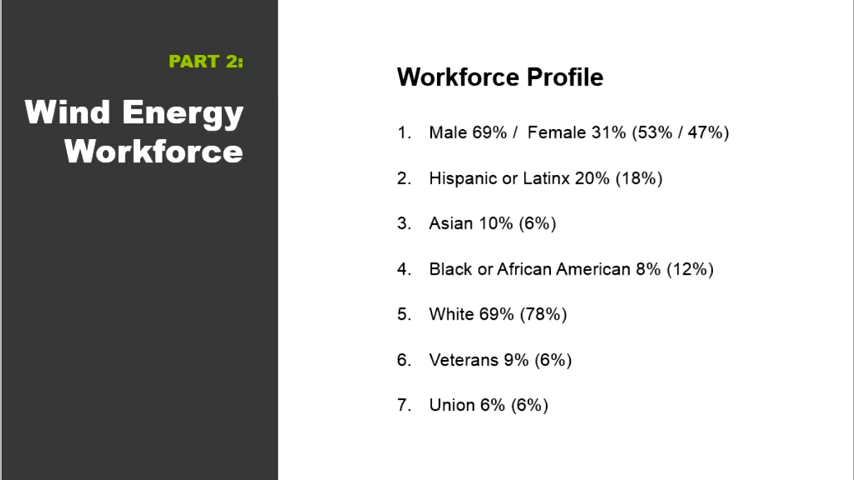 PART 2:
Wind Energy
Workforce
Workforce Profile
1. Male 69% / Female 31% (53% / 47%)
2. Hispanic or Latinx 20% (18%)
3. Asian 10% (6%)
4. Black or African American 8% (12%)
5. White 69% (78%)
6. Veterans 9% (6%)
7. Union 6% (6%)